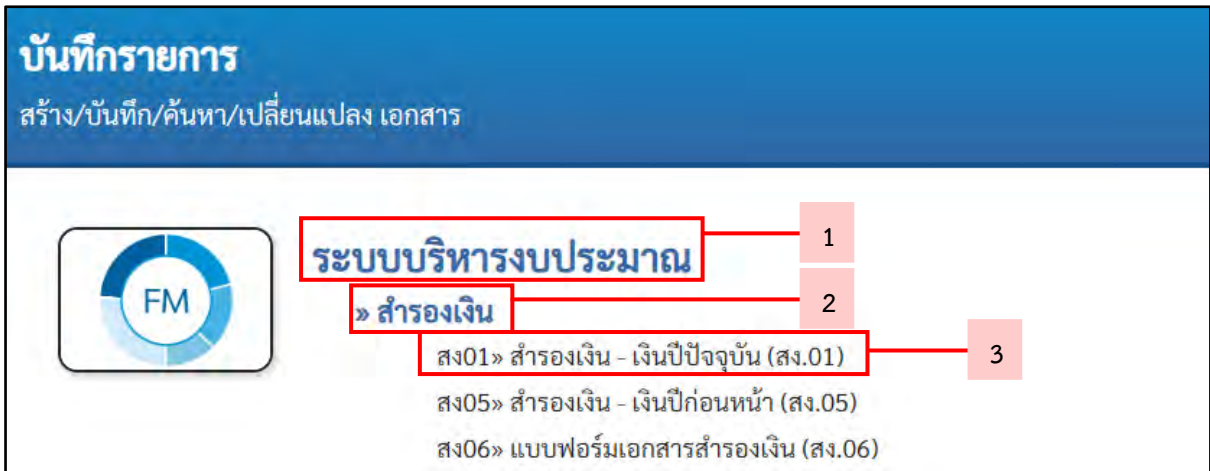 บันทึกรายการ
สร้าง/บันทึก/ค้นหา/เปลี่ยนแปลง เอกสาร
FM
ระบบบริหารงบประมาณ 1
» สำรองเงิน 2
สง01» สำรองเงิน - เงินปีปัจจุบัน (สง.01) 3
สง05» สำรองเงิน - เงินปีก่อนหน้า (สง.05)
สง06» แบบฟอร์มเอกสารสำรองเงิน (สง.06)